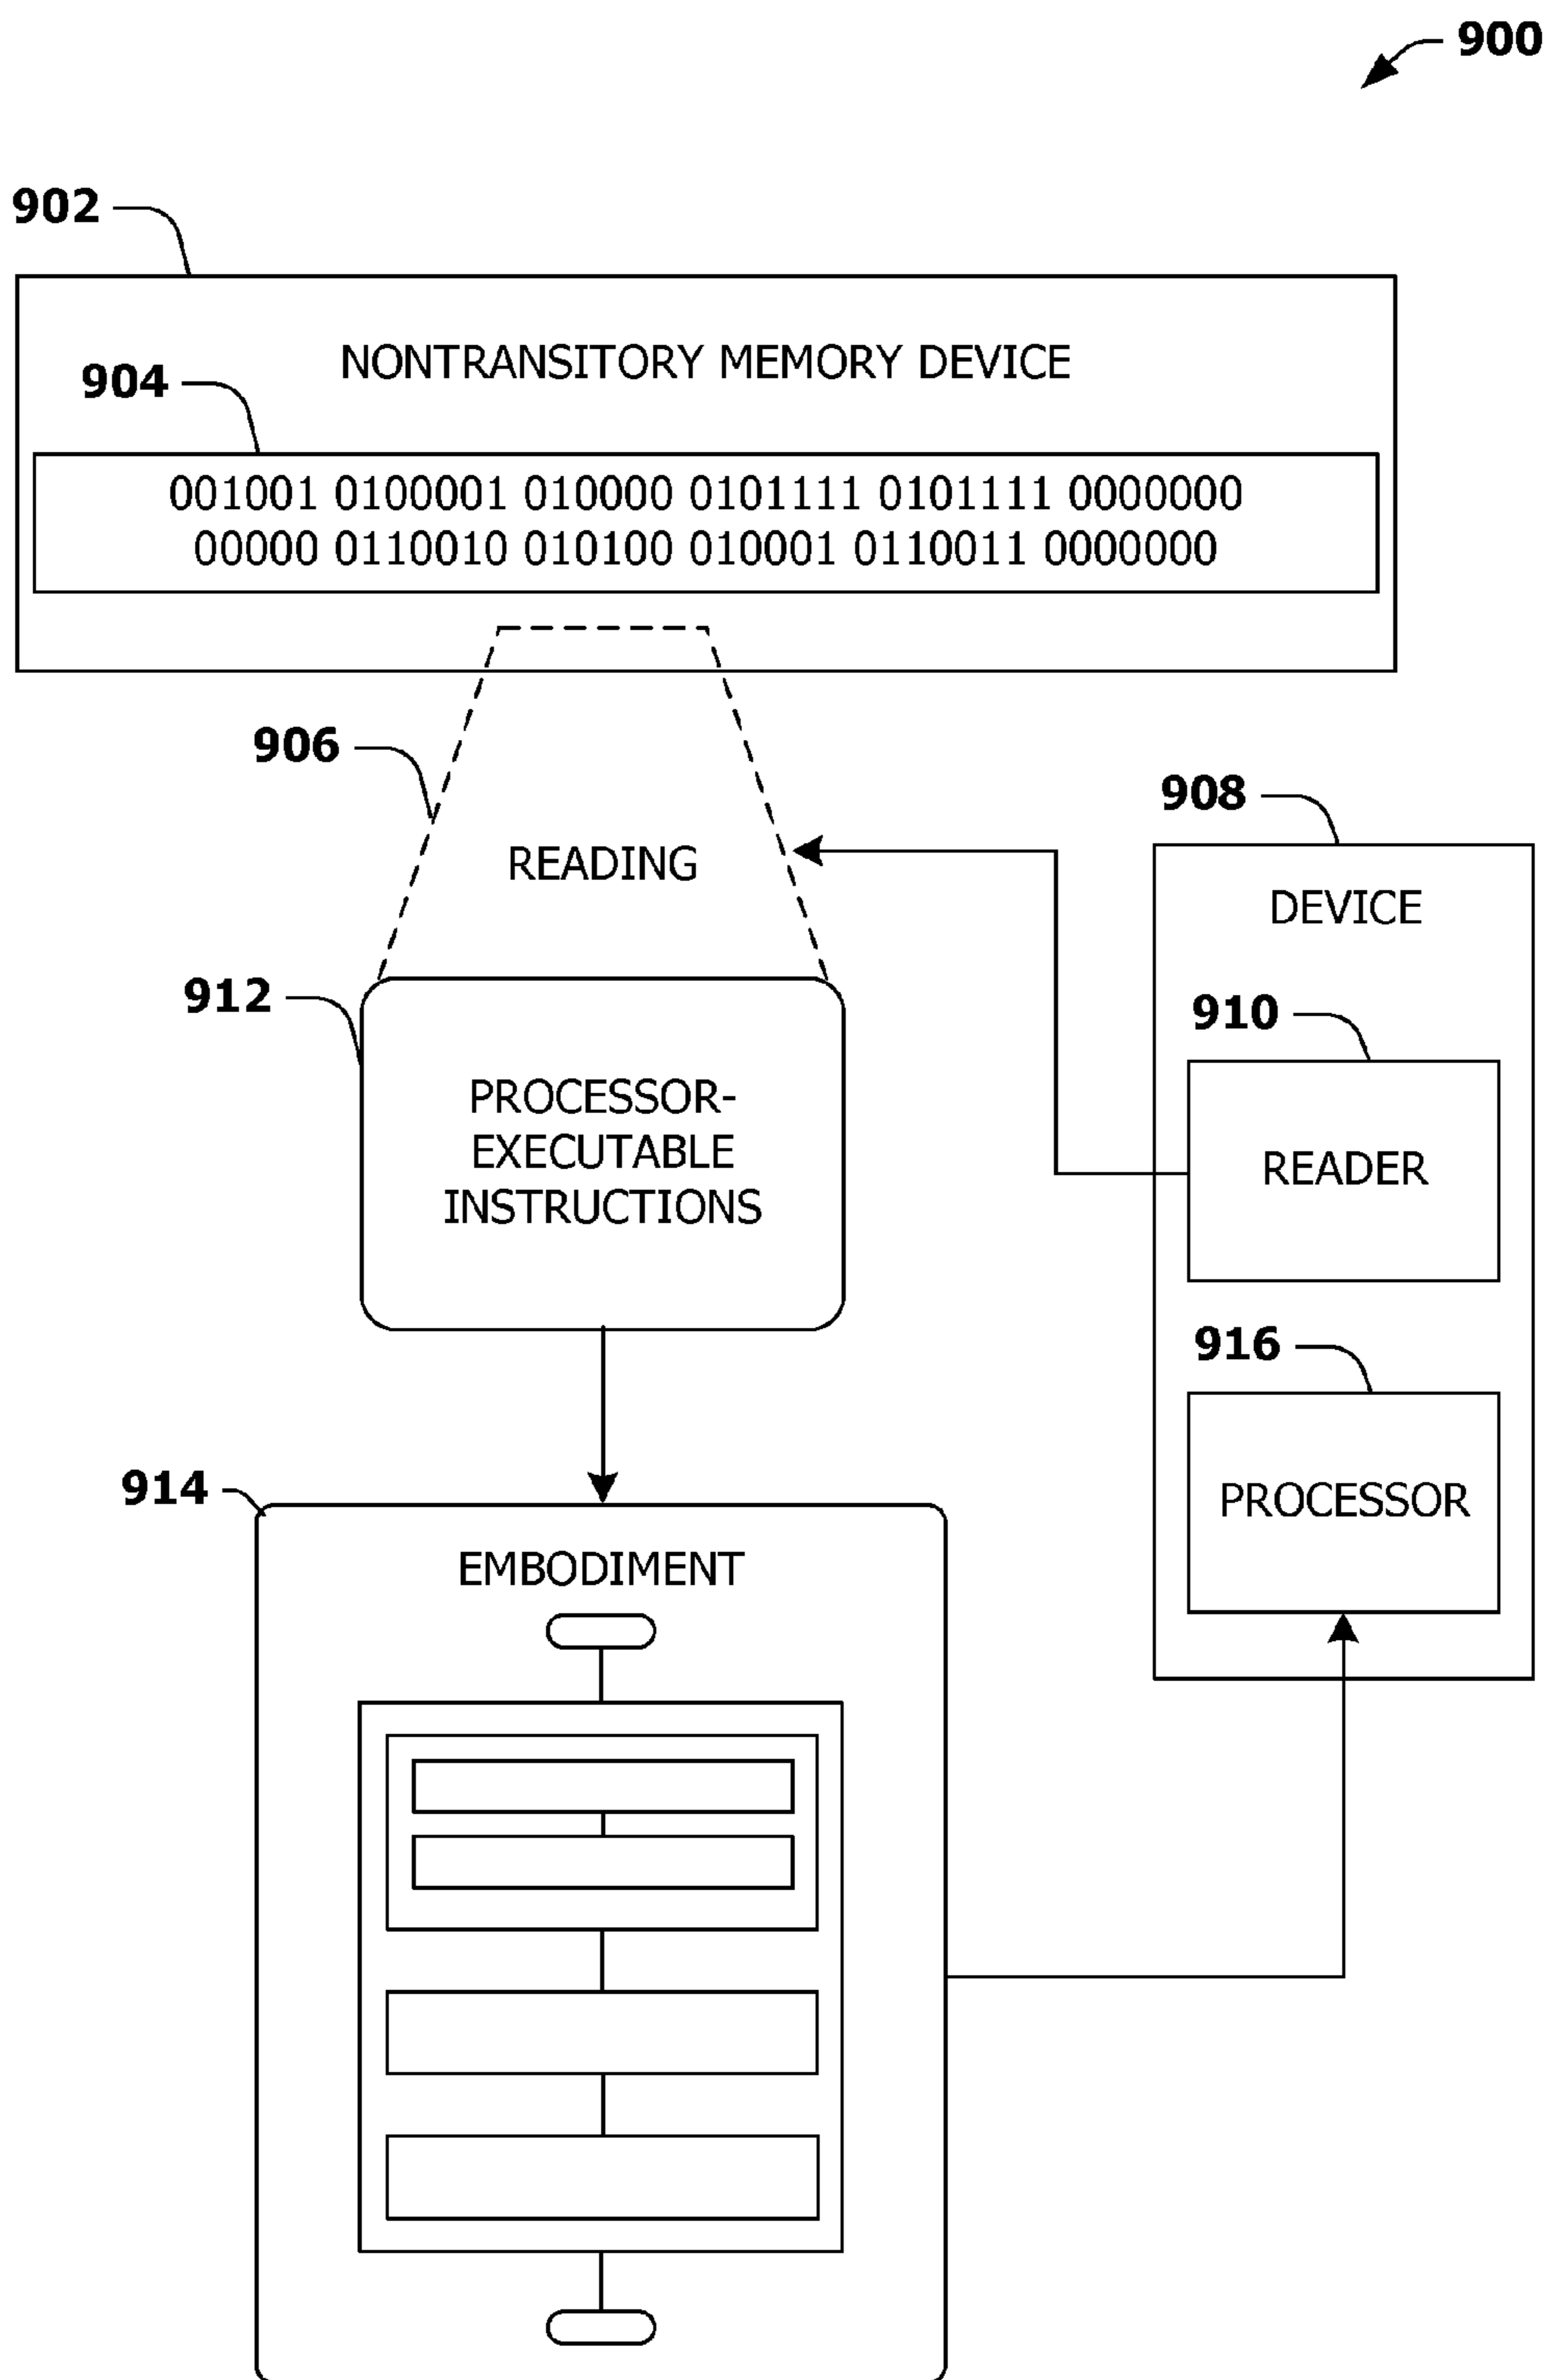 900
902
NONTRANSITORY MEMORY DEVICE
904
001001 0100001 010000 0101111 0101111 0000000
00000 0110010 010100 010001 0110011 0000000
906
READING
908
DEVICE
910
READER
912
PROCESSOR-
EXECUTABLE
INSTRUCTIONS
916
PROCESSOR
914
EMBODIMENT